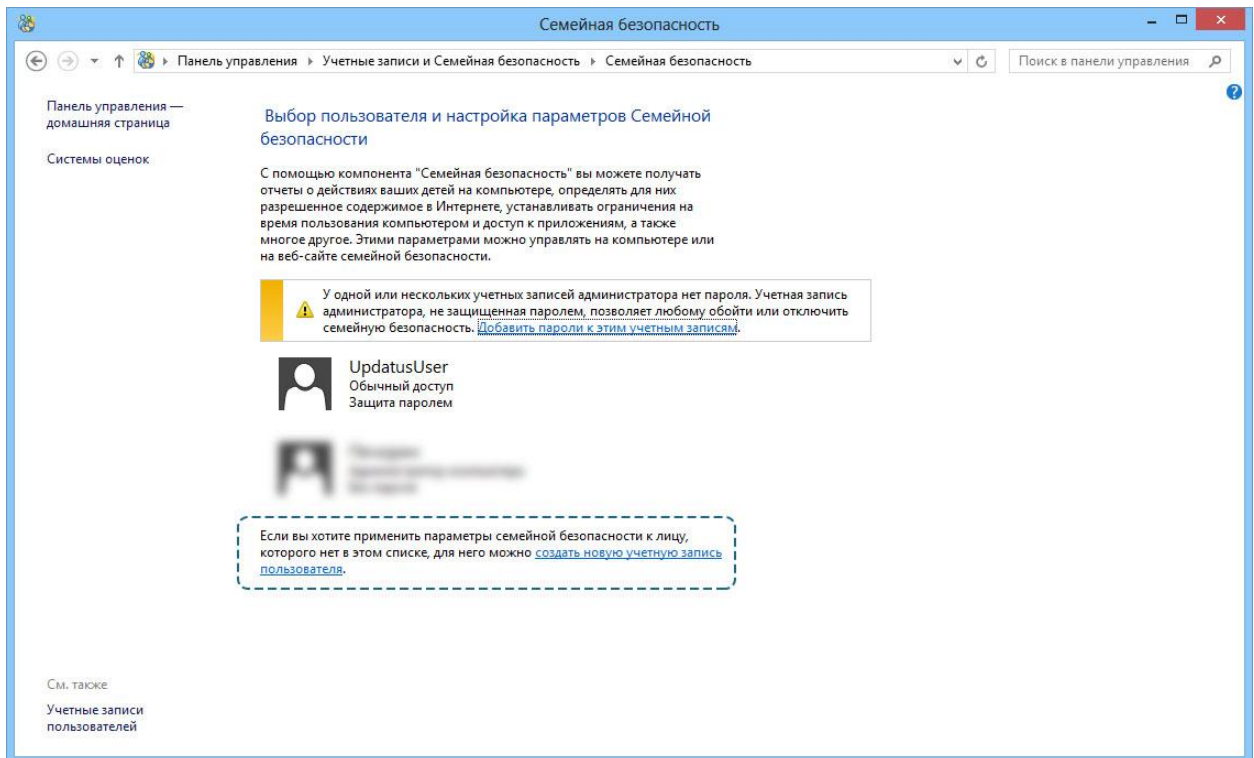 Семейная безопасность
Панель управления ▸ Учетные записи и Семейная безопасность ▸ Семейная безопасность
Поиск в панели управления
Панель управления —
домашняя страница
Системы оценок
Выбор пользователя и настройка параметров Семейной
безопасности
С помощью компонента "Семейная безопасность" вы можете получать
отчеты о действиях ваших детей на компьютере, определять для них
разрешенное содержимое в Интернете, устанавливать ограничения на
время пользования компьютером и доступ к приложениям, а также
многое другое. Этими параметрами можно управлять на компьютере или
на веб-сайте семейной безопасности.
У одной или нескольких учетных записей администратора нет пароля. Учетная запись
администратора, не защищенная паролем, позволяет любому обойти или отключить
семейную безопасность. Добавить пароли к этим учетным записям.
UpdatusUser
Обычный доступ
Защита паролем
Если вы хотите применить параметры семейной безопасности к лицу,
которого нет в этом списке, для него можно создать новую учетную запись
пользователя.
См. также
Учетные записи
пользователей